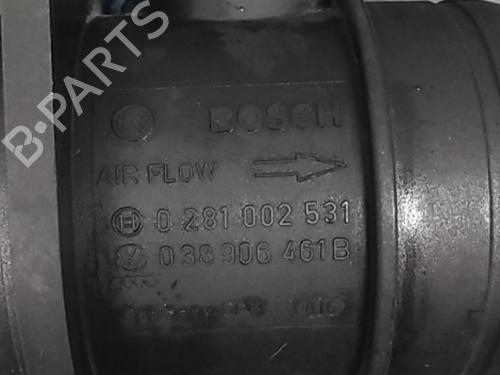 B-PARTS
BOSCH
AIR FLOW
0 281 002 531
038 906 461B